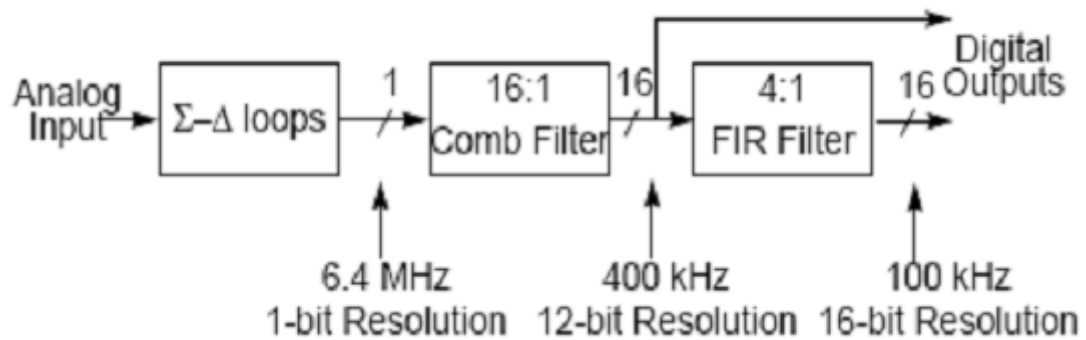 Analog
Input
Σ–Δ loops
1
16:1
Comb Filter
16
4:1
FIR Filter
16
Digital
Outputs
6.4 MHz
1-bit Resolution
400 kHz
12-bit Resolution
100 kHz
16-bit Resolution